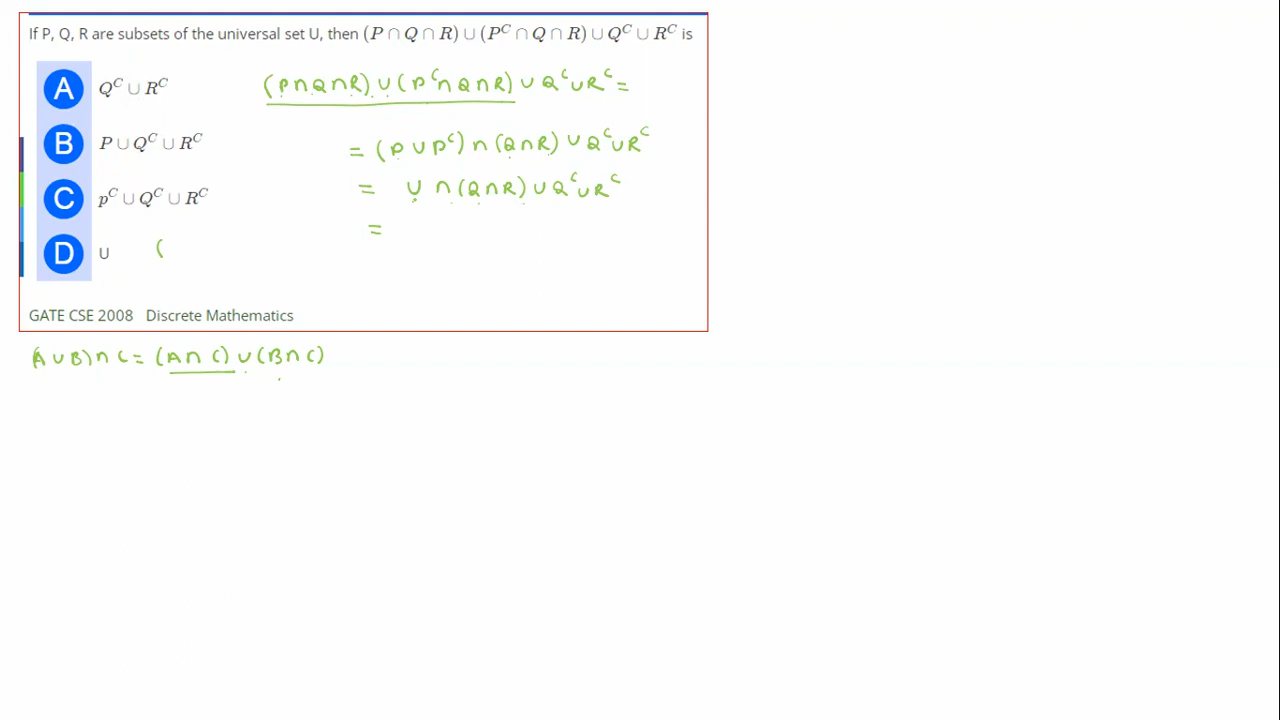 If P, Q, R are subsets of the universal set U, then (P ∩ Q ∩ R) ∪ (P^C ∩ Q ∩ R) ∪ Q^C ∪ R^C is
A Q^C ∪ R^C
(P ∩ Q ∩ R) ∪ (P^C ∩ Q ∩ R) ∪ Q^C ∪ R^C =
B P ∪ Q^C ∪ R^C
= (P ∪ P^C) ∩ (Q ∩ R) ∪ Q^C ∪ R^C
C p^C ∪ Q^C ∪ R^C
= U ∩ (Q ∩ R) ∪ Q^C ∪ R^C
=
D U (
GATE CSE 2008 Discrete Mathematics
(A ∪ B) ∩ C = (A ∩ C) ∪ (B ∩ C)